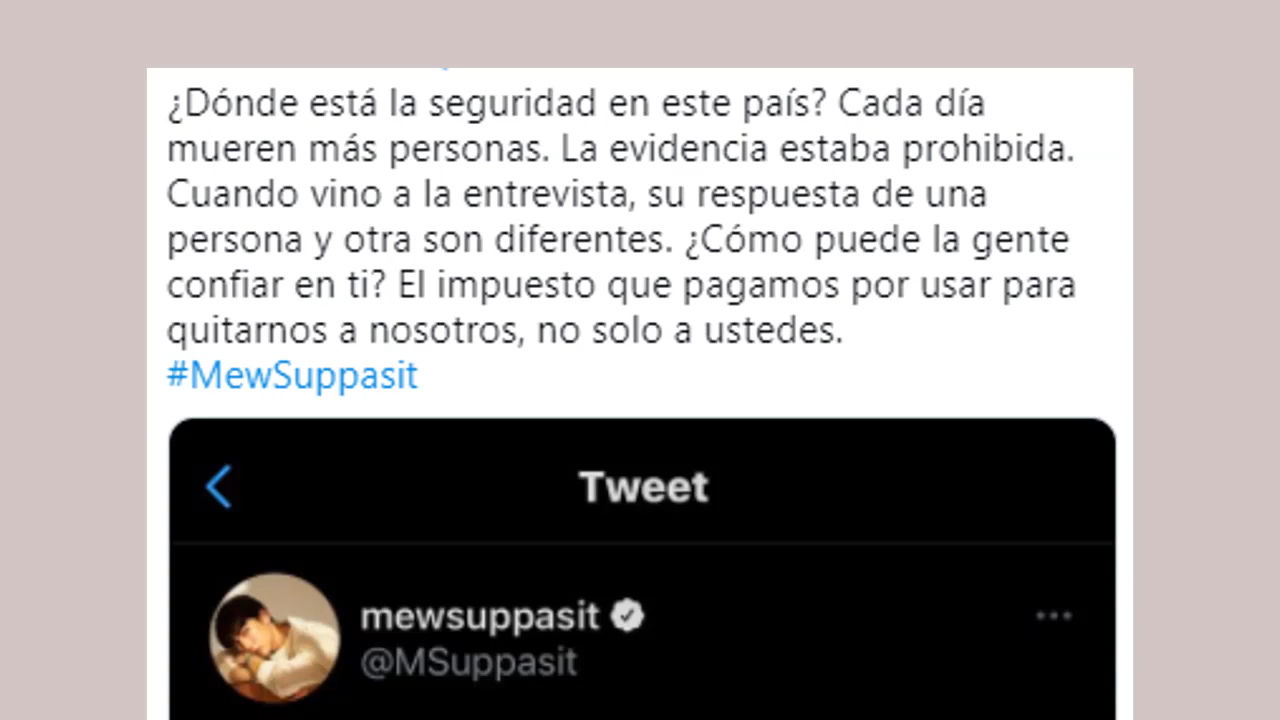 ¿Dónde está la seguridad en este país? Cada día
mueren más personas. La evidencia estaba prohibida.
Cuando vino a la entrevista, su respuesta de una
persona y otra son diferentes. ¿Cómo puede la gente
confiar en ti? El impuesto que pagamos por usar para
quitarnos a nosotros, no solo a ustedes.
#MewSuppasit
Tweet
mewsuppasit
@MSuppasit